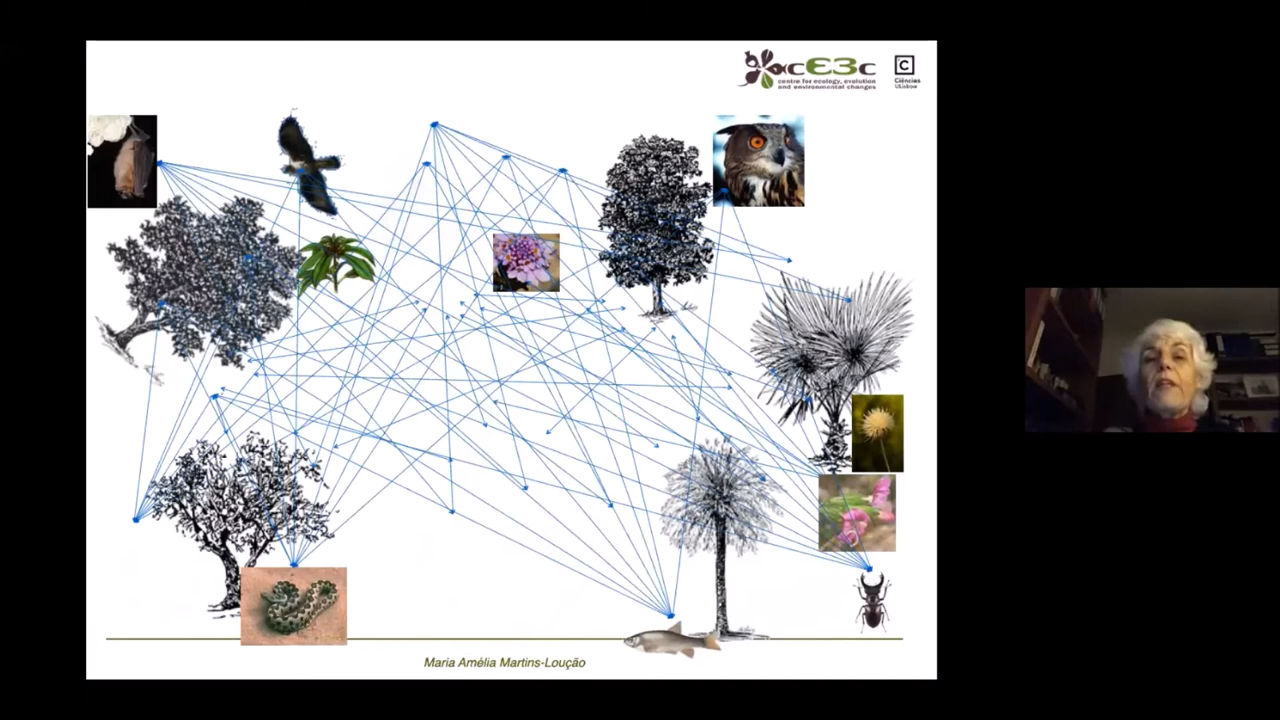 cE3c
centre for ecology, evolution
and environmental changes
C
Ciências
ULisboa
Maria Amélia Martins-Loução